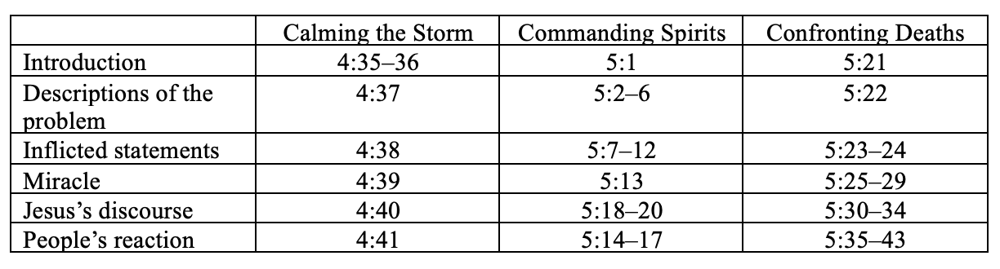 Calming the Storm Commanding Spirits Confronting Deaths
Introduction 4:35–36 5:1 5:21
Descriptions of the 4:37 5:2–6 5:22
problem
Inflicted statements 4:38 5:7–12 5:23–24
Miracle 4:39 5:13 5:25–29
Jesus’s discourse 4:40 5:18–20 5:30–34
People’s reaction 4:41 5:14–17 5:35–43